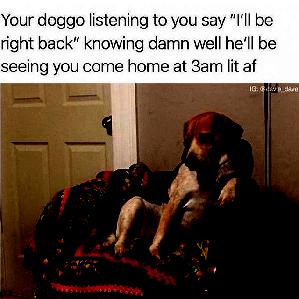 Your doggo listening to you say "I'll be
right back" knowing damn well he'll be
seeing you come home at 3am lit af